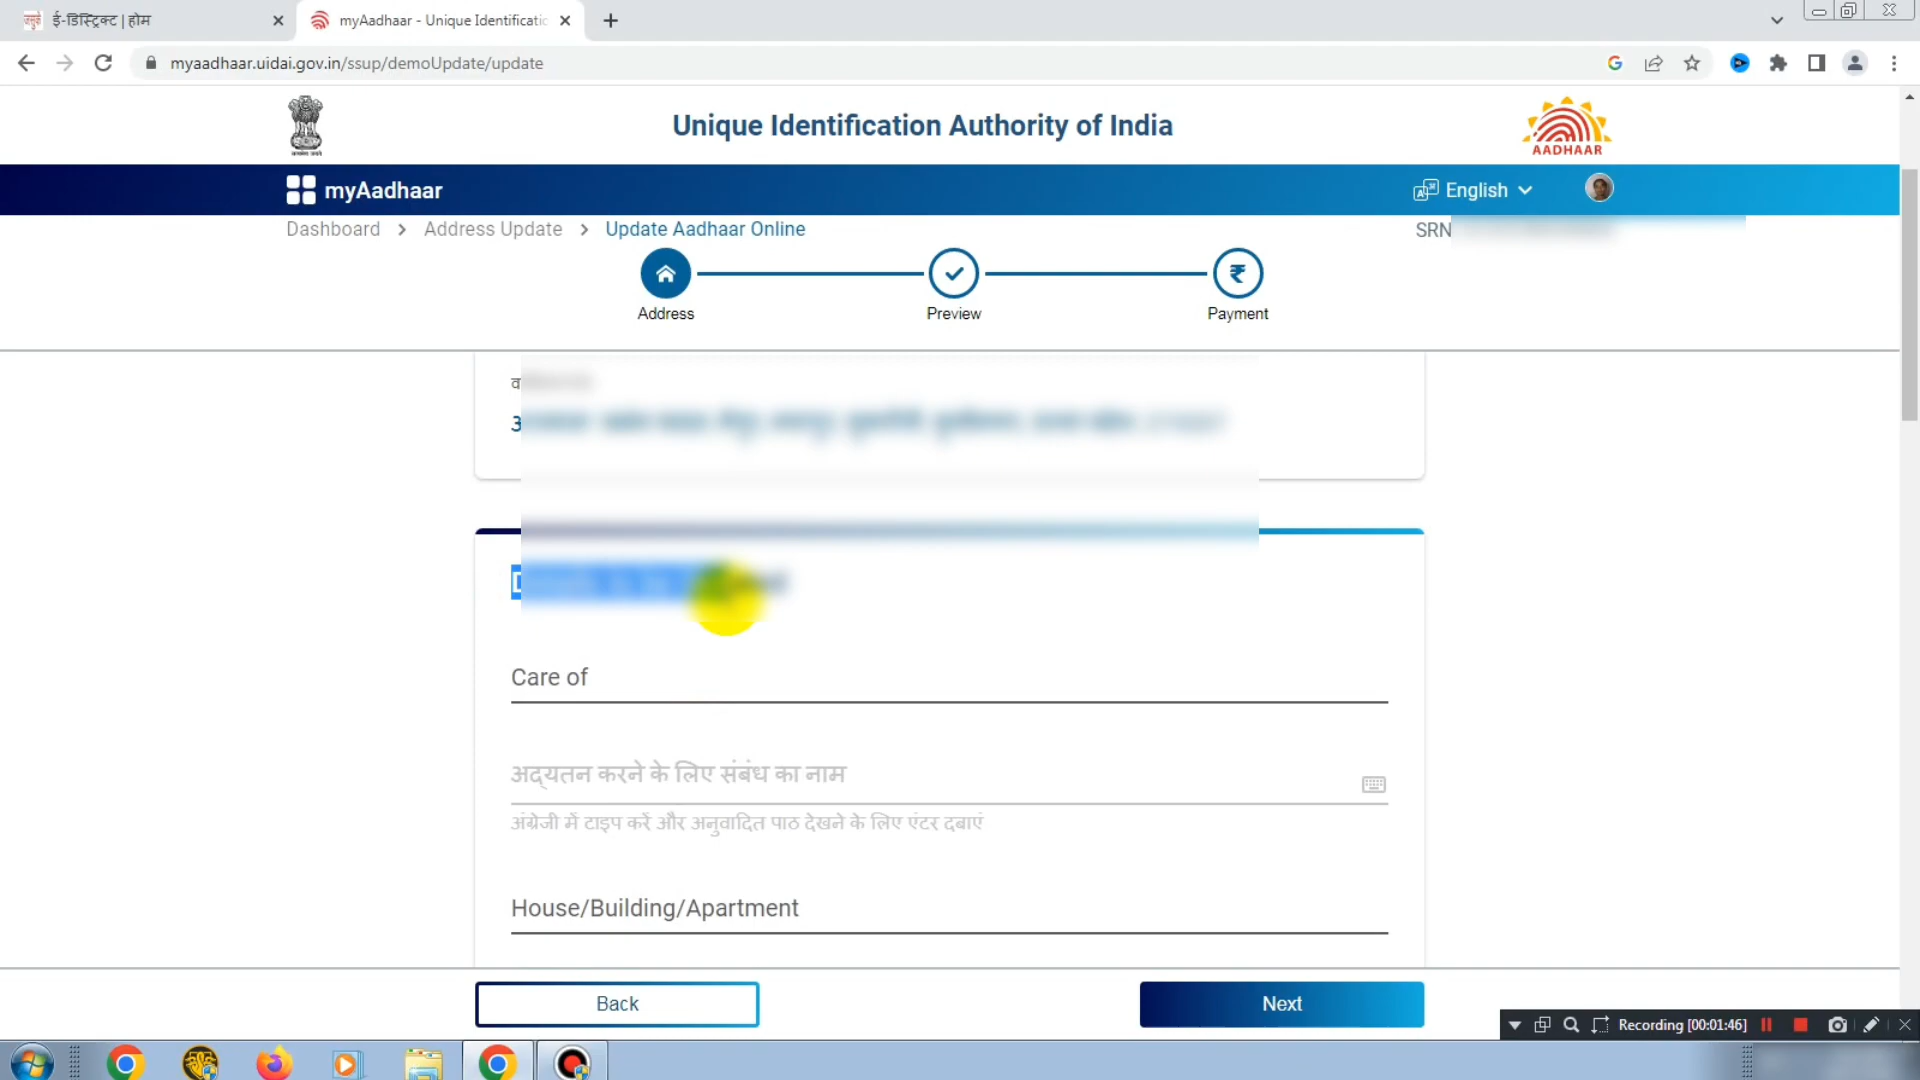 ई-डिस्ट्रिक्ट | होम
myAadhaar - Unique Identificatic
myaadhaar.uidai.gov.in/ssup/demoUpdate/update
Unique Identification Authority of India
AADHAAR
myAadhaar
English
Dashboard > Address Update > Update Aadhaar Online
SRN
Address
Preview
Payment
Care of
अद्यतन करने के लिए संबंध का नाम
अंग्रेजी में टाइप करें और अनुवादित पाठ देखने के लिए एंटर दबाएं
House/Building/Apartment
Back
Next
Recording [00:01:46]